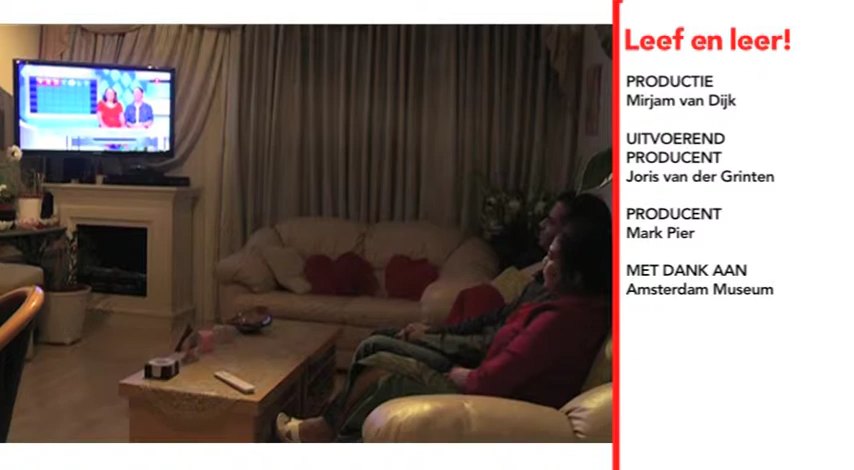 Leef en leer!
PRODUCTIE
Mirjam van Dijk
UITVOEREND
PRODUCENT
Joris van der Grinten
PRODUCENT
Mark Pier
MET DANK AAN
Amsterdam Museum